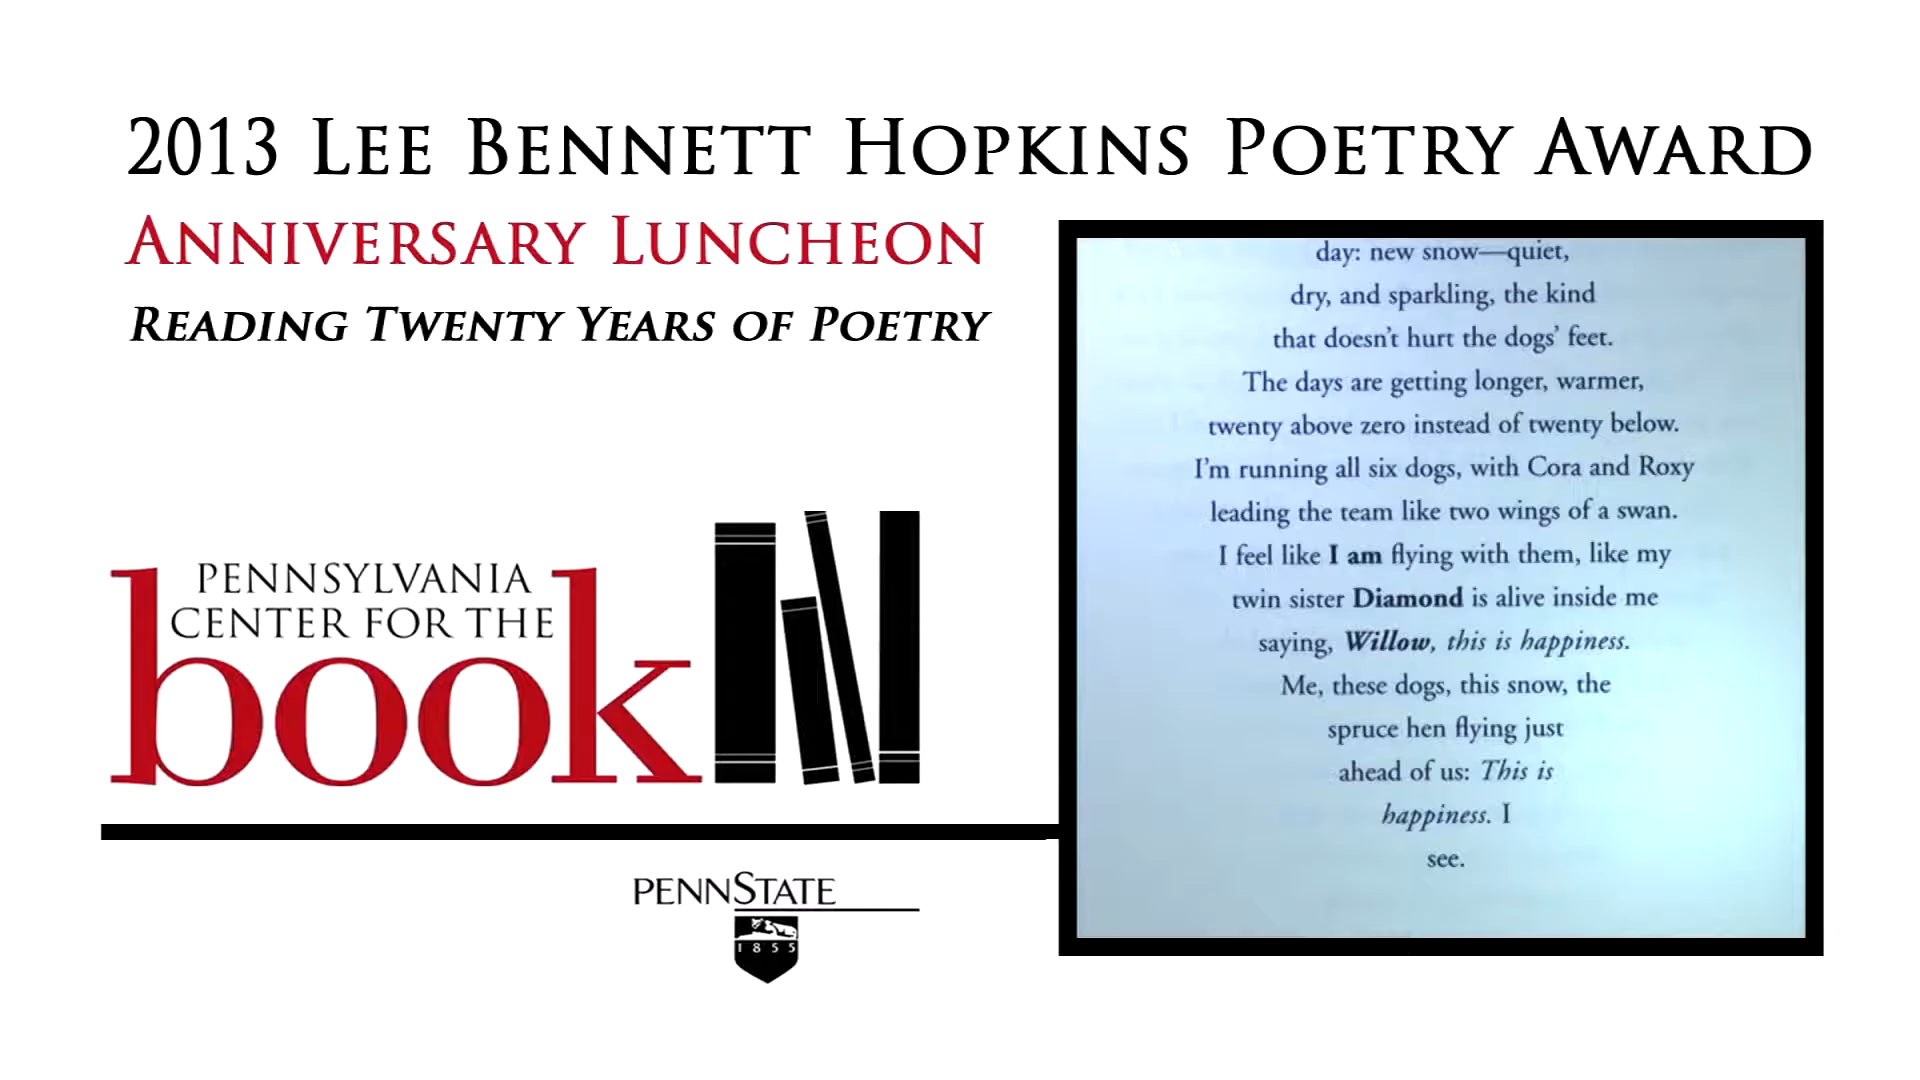 2013 Lee Bennett Hopkins Poetry Award
Anniversary Luncheon
Reading Twenty Years of Poetry
PENNSYLVANIA
CENTER FOR THE
book
PENNSTATE
1855
day: new snow—quiet,
dry, and sparkling, the kind
that doesn't hurt the dogs' feet.
The days are getting longer, warmer,
twenty above zero instead of twenty below.
I'm running all six dogs, with Cora and Roxy
leading the team like two wings of a swan.
I feel like I am flying with them, like my
twin sister Diamond is alive inside me
saying, Willow, this is happiness.
Me, these dogs, this snow, the
spruce hen flying just
ahead of us: This is
happiness. I
see.